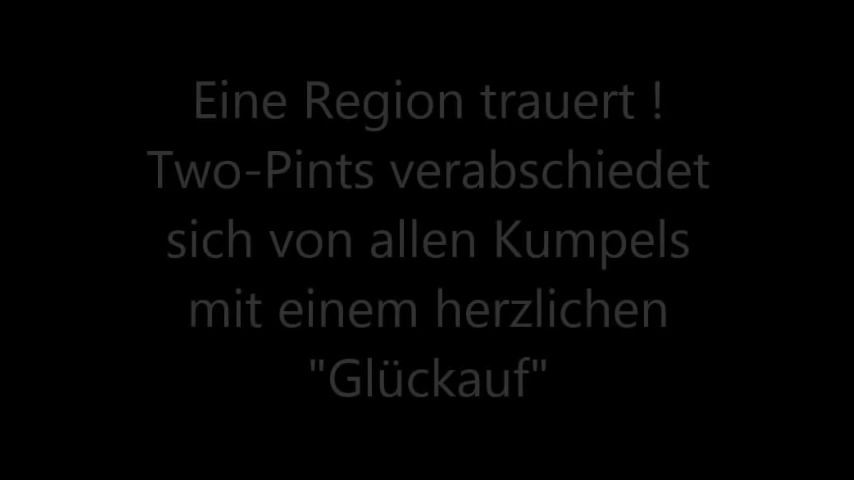 Eine Region trauert !
Two-Pints verabschiedet
sich von allen Kumpels
mit einem herzlichen
"Glückauf"